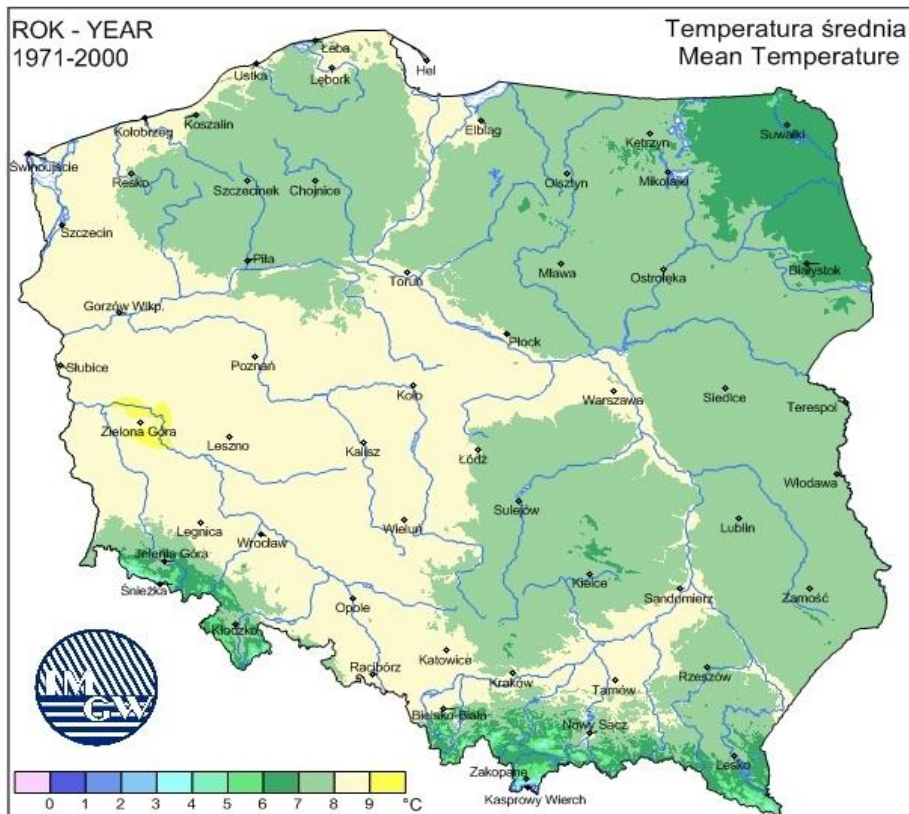 ROK - YEAR
1971-2000
Temperatura średnia
Mean Temperature
Łeba
Ustka
Lębork
Hel
Koszalin
Kołobrzeg
Elbląg
Suwałki
Kętrzyn
Świnoujście
Resko
Szczecinek
Chojnice
Olsztyn
Mikołajki
Szczecin
Piła
Toruń
Mława
Ostrołęka
Białystok
Gorzów Wlkp.
Płock
Słubice
Poznań
Koło
Warszawa
Siedlce
Terespol
Zielona Góra
Leszno
Kalisz
Łódź
Włodawa
Sulejów
Lublin
Legnica
Wrocław
Wieluń
Jelenia Góra
Śnieżka
Opole
Kielce
Sandomierz
Zamość
Kłodzko
Racibórz
Katowice
Kraków
Tarnów
Rzeszów
Bielsko-Biała
Nowy Sącz
Lesko
Zakopane
Kasprowy Wierch
IM
GW
0 1 2 3 4 5 6 7 8 9 °C